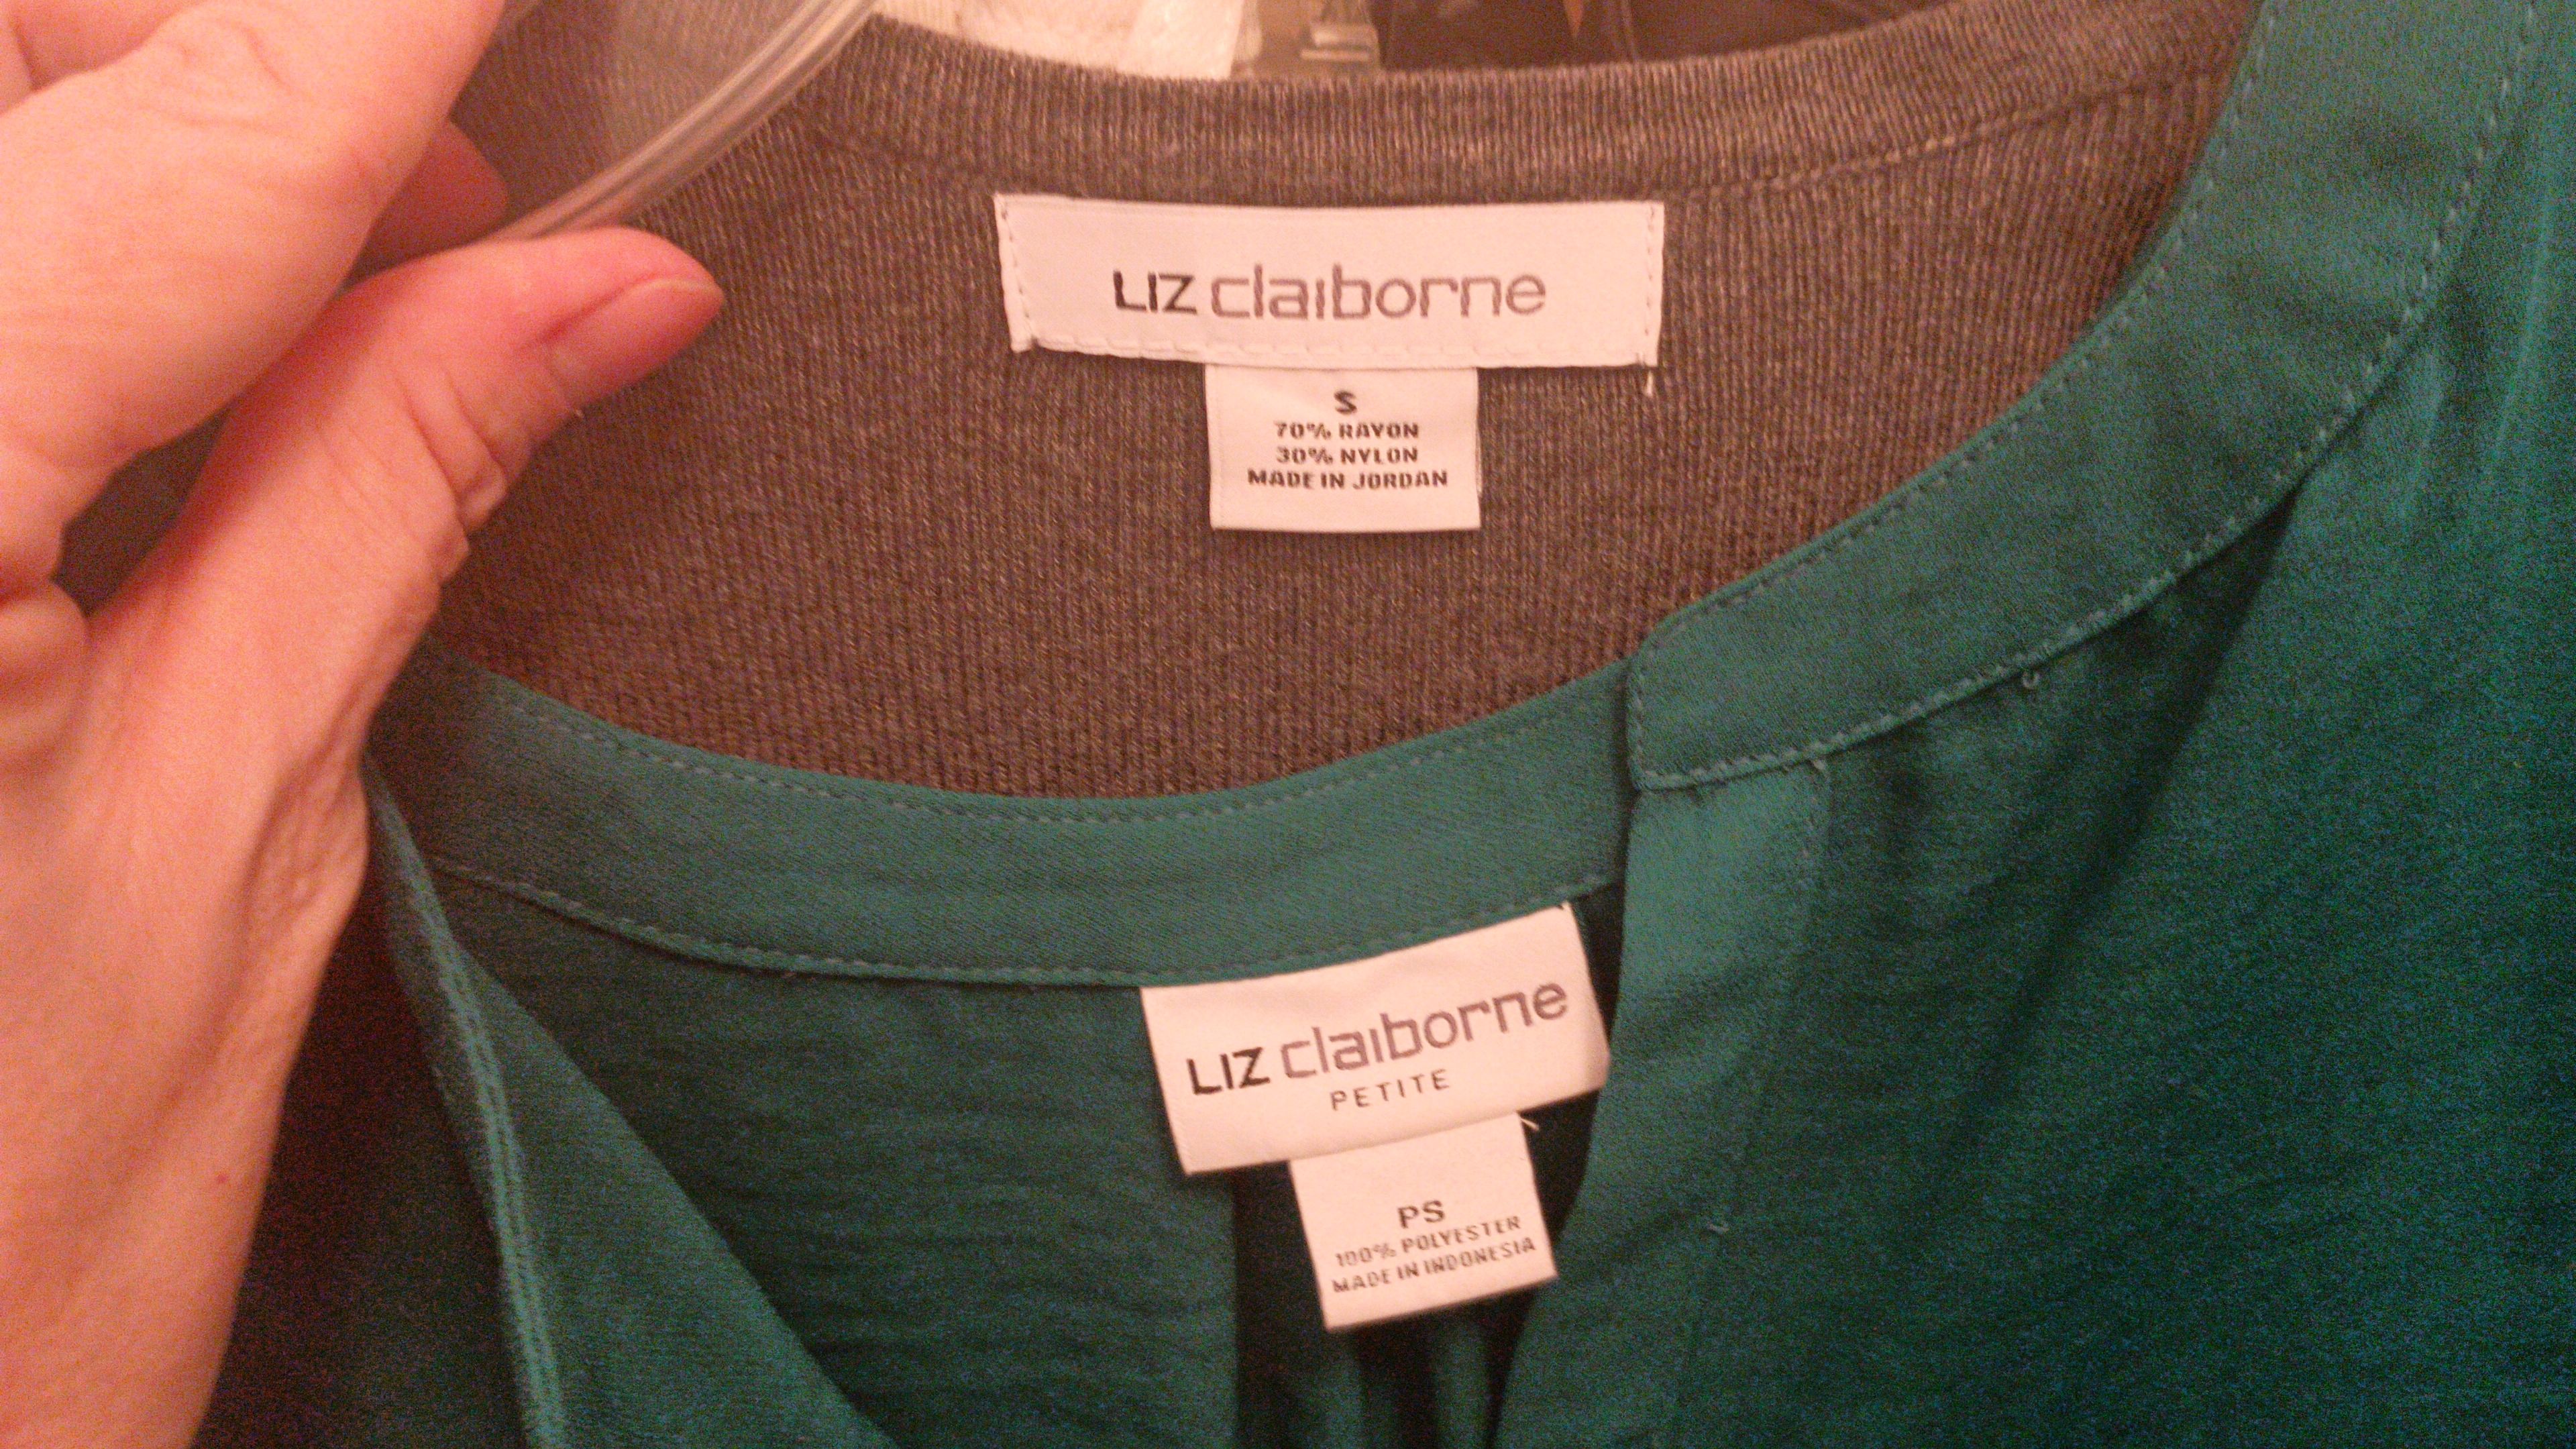 LIZ claiborne
S
70% RAYON
30% NYLON
MADE IN JORDAN
LIZ claiborne
PETITE
PS
100% POLYESTER
MADE IN INDONESIA